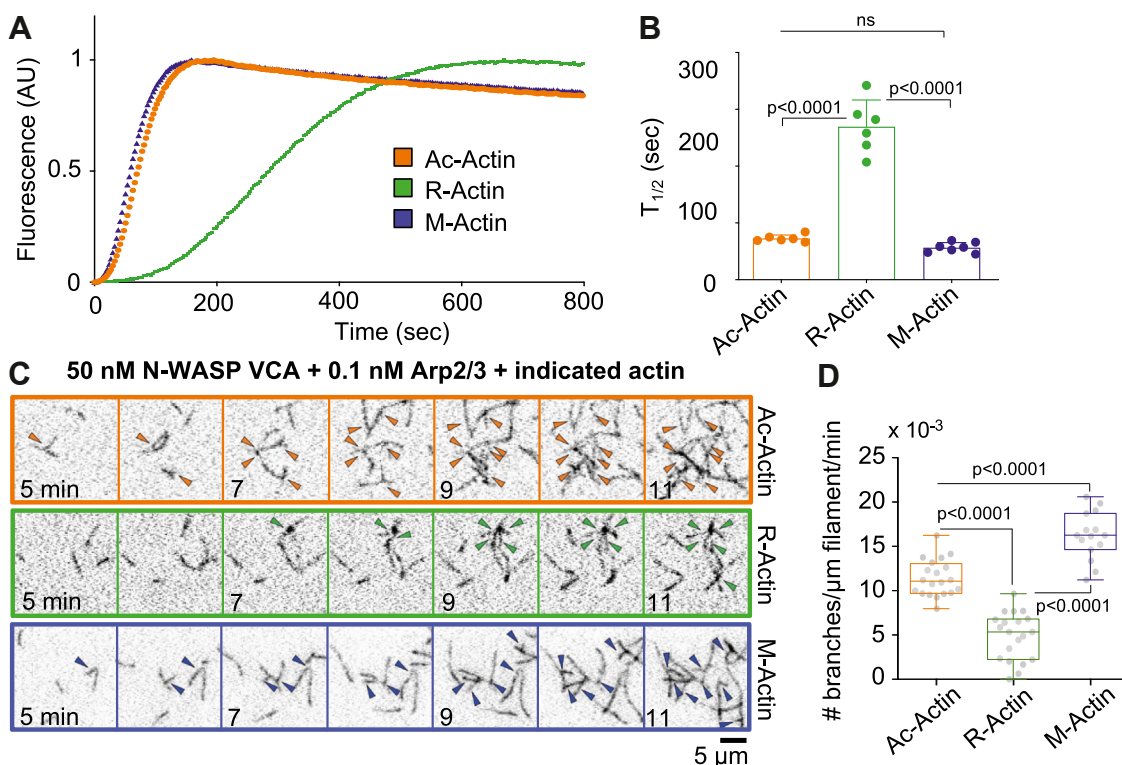 A
Fluorescence (AU)
1
0.5
0
0
200
400
600
800
Time (sec)
Ac-Actin
R-Actin
M-Actin
B
ns
p<0.0001
p<0.0001
T1/2 (sec)
300
200
100
0
Ac-Actin
R-Actin
M-Actin
C
50 nM N-WASP VCA + 0.1 nM Arp2/3 + indicated actin
5 min
7
9
11
Ac-Actin
5 min
7
9
11
R-Actin
5 min
7
9
11
M-Actin
5 μm
D
x 10-3
# branches/μm filament/min
25
20
15
10
5
0
p<0.0001
p<0.0001
p<0.0001
Ac-Actin
R-Actin
M-Actin